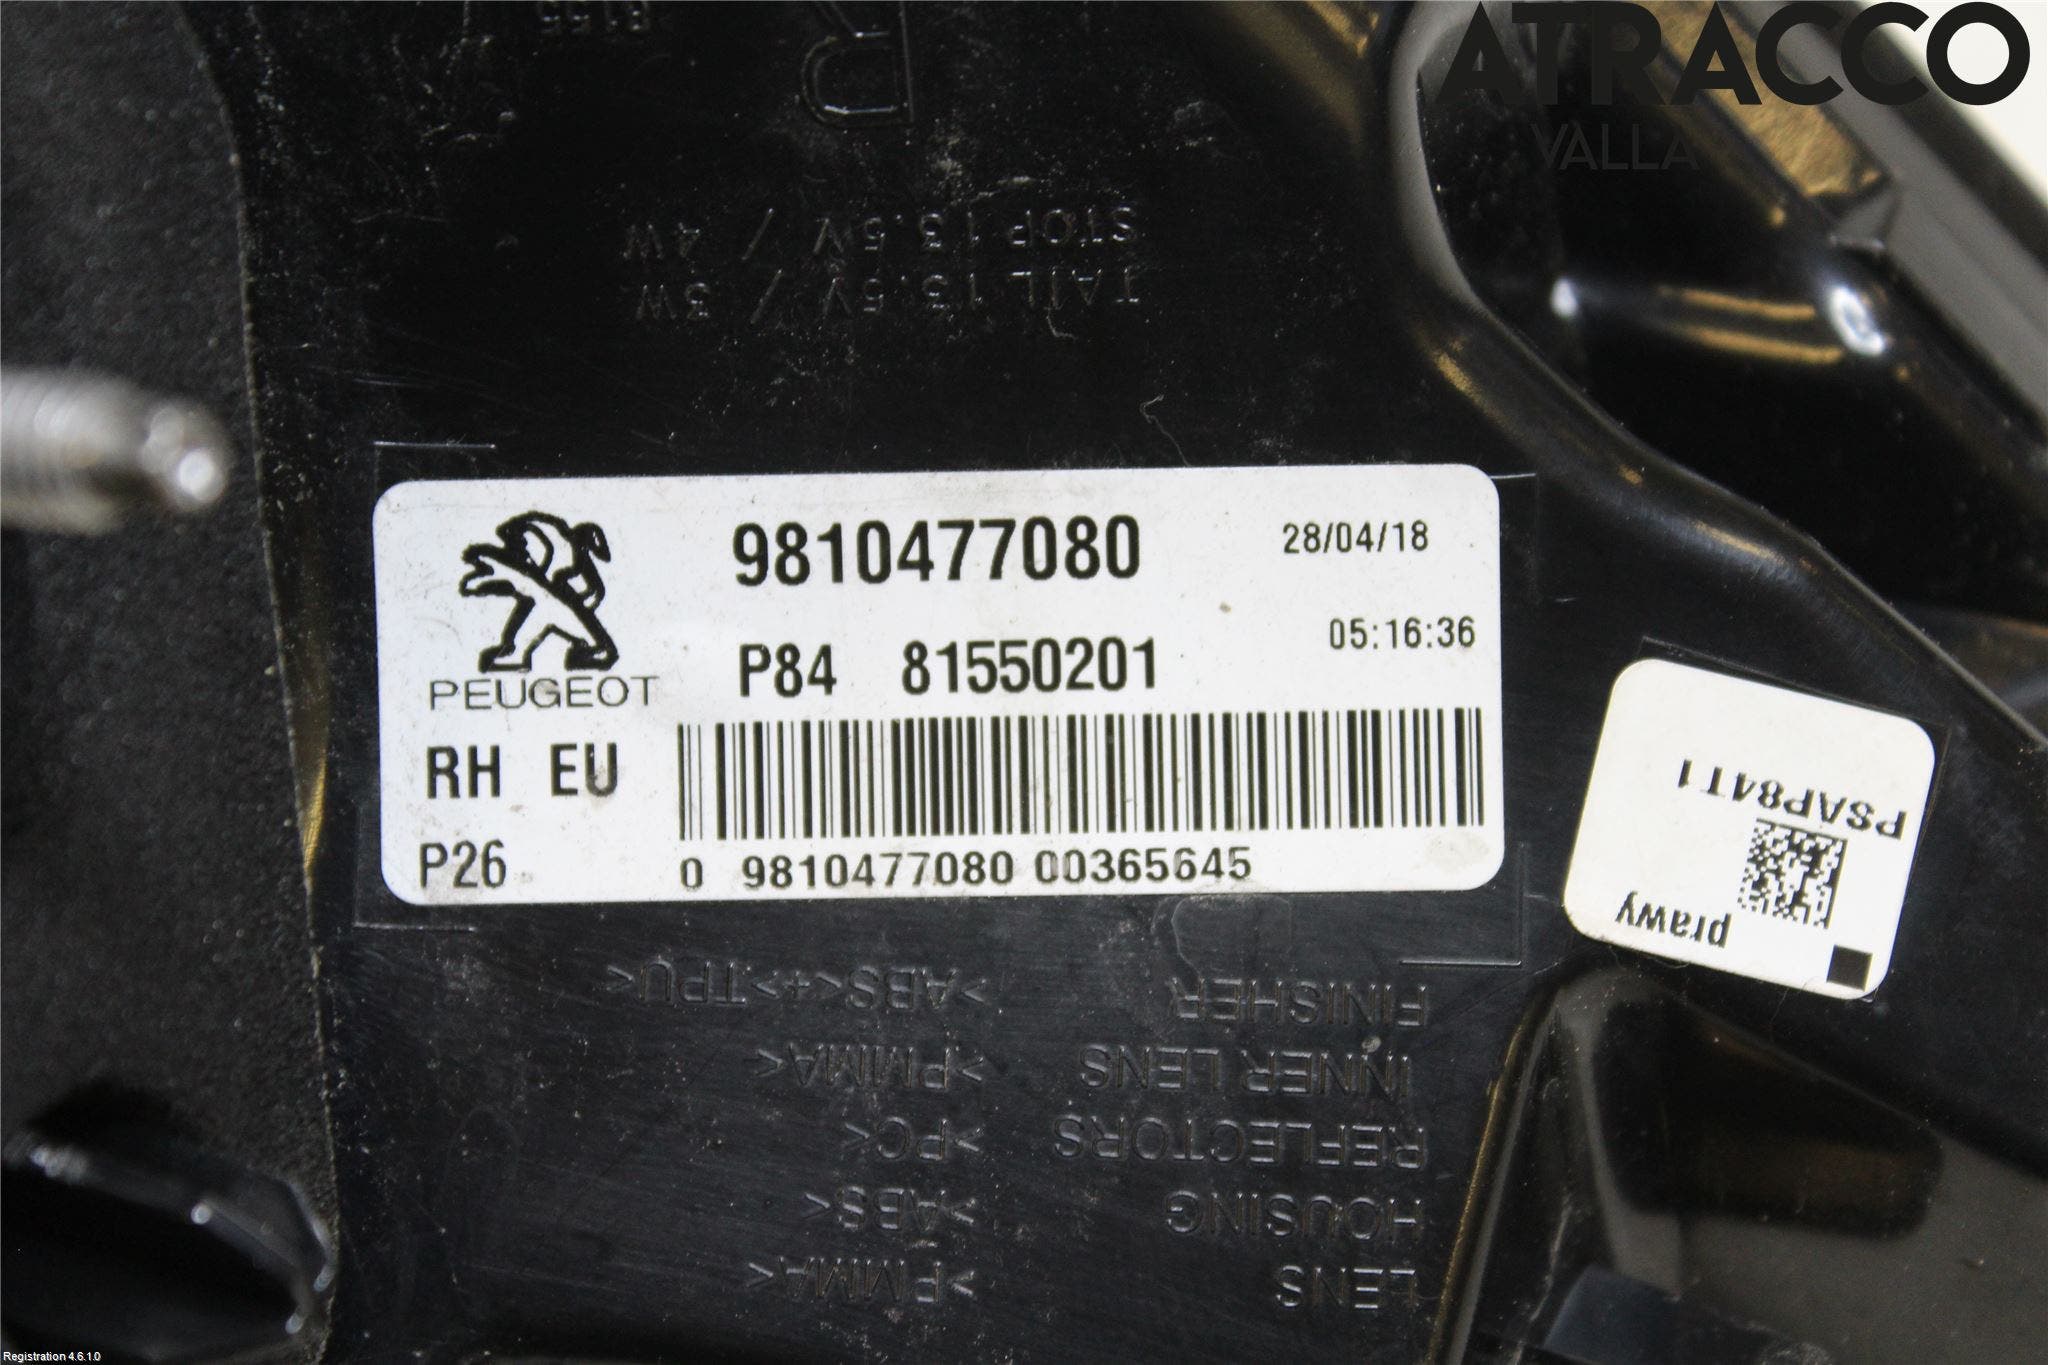 ATRACCO
VALLA
8155
R
STOP 13.5V / 4W
TAIL 13.5V / 3W
9810477080 28/04/18
P84 81550201 05:16:36
PEUGEOT
RH EU
P26
0 9810477080 00365645
PSAP84T1
prawy
FINISHER >ABS<+>TPU<
INNER LENS >PMMA<
REFLECTORS >PC<
HOUSING >ABS<
LENS >PMMA<
Registration 4.6.1.0